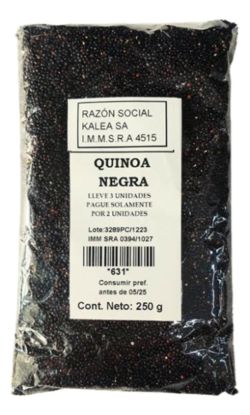 RAZÓN SOCIAL
KALEA SA
I.M.M.S.R.A 4515
QUINOA
NEGRA
LLEVE 3 UNIDADES
PAGUE SOLAMENTE
POR 2 UNIDADES
Lote:3289PC/1223
IMM SRA 0394/1027
*631*
Consumir pref.
antes de 05/25
Cont. Neto: 250 g